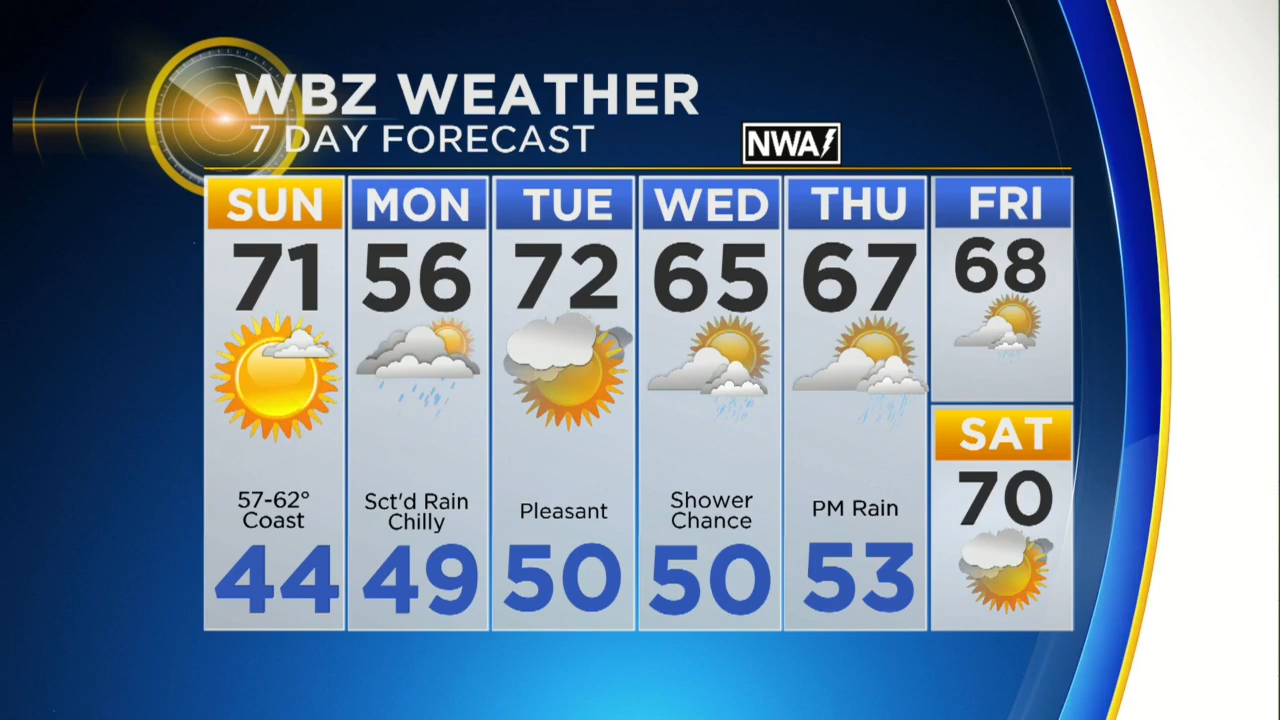 WBZ WEATHER
7 DAY FORECAST
NWA
SUN
71
57-62°
Coast
44
MON
56
Sct'd Rain
Chilly
49
TUE
72
Pleasant
50
WED
65
Shower
Chance
50
THU
67
PM Rain
53
FRI
68
SAT
70